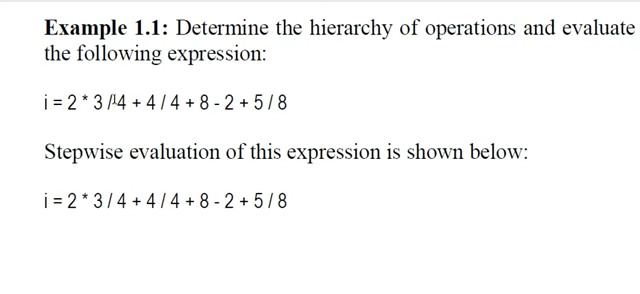 Example 1.1: Determine the hierarchy of operations and evaluate
the following expression:
i = 2 * 3 / 4 + 4 / 4 + 8 - 2 + 5 / 8
Stepwise evaluation of this expression is shown below:
i = 2 * 3 / 4 + 4 / 4 + 8 - 2 + 5 / 8